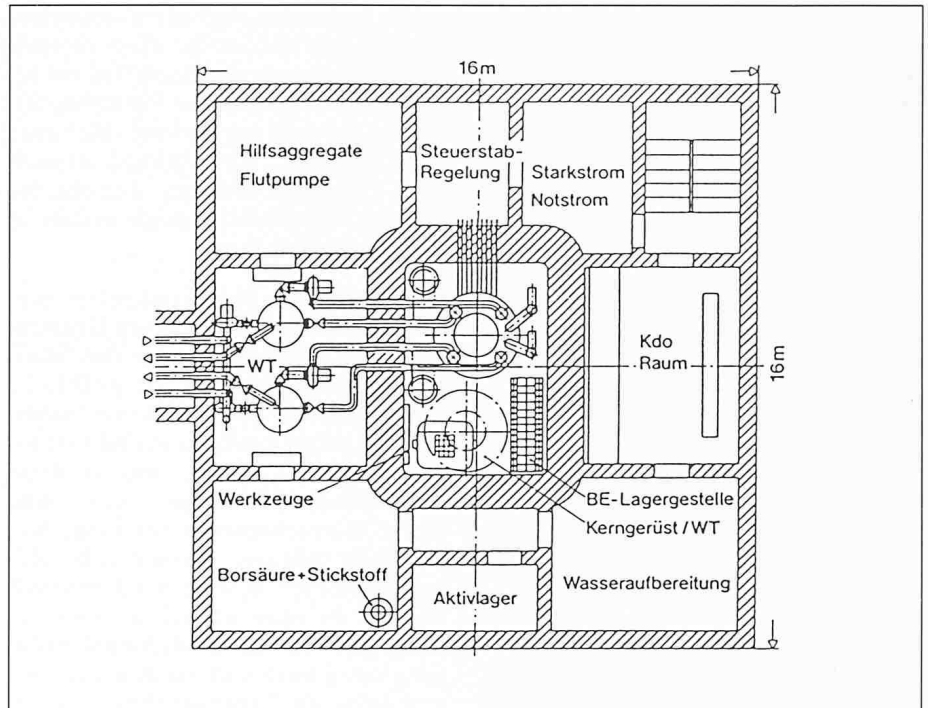 16m
Hilfsaggregate
Flutpumpe
Steuerstab-
Regelung
Starkstrom
Notstrom
WT
Kdo
Raum
16m
Werkzeuge
BE-Lagergestelle
Kerngerüst/WT
Borsäure+Stickstoff
Aktivlager
Wasseraufbereitung